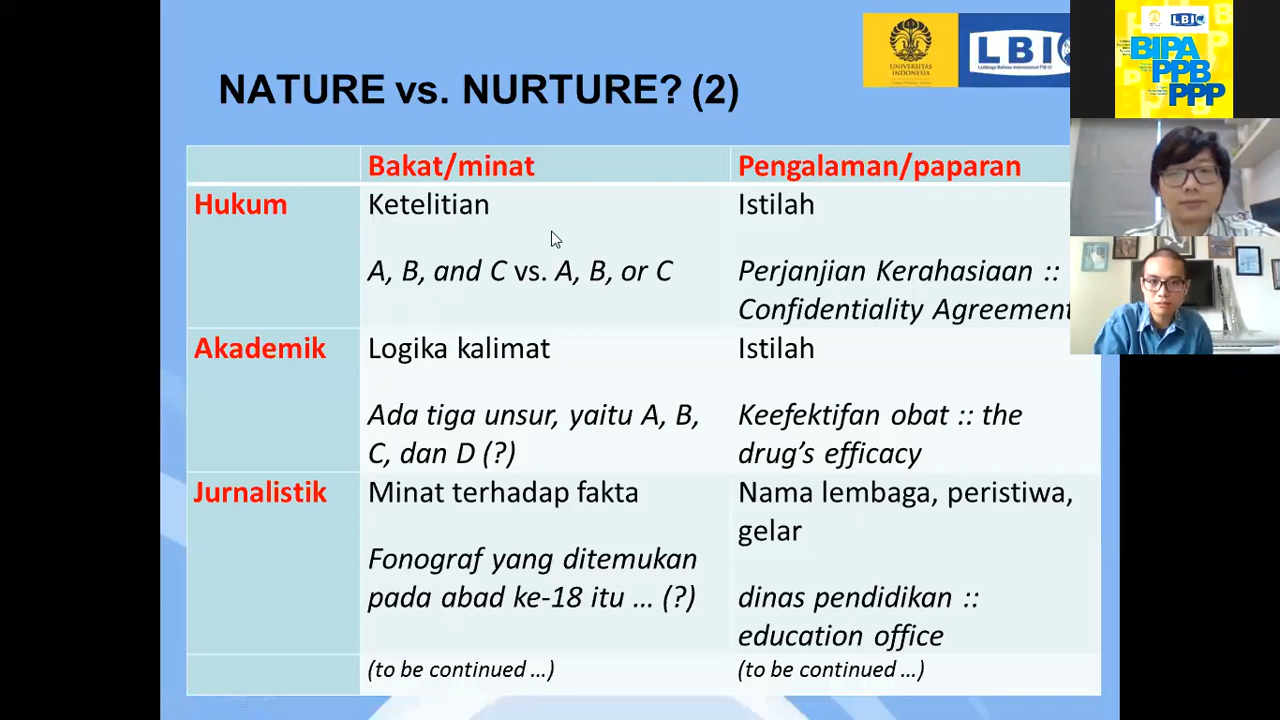 NATURE vs. NURTURE? (2)
UNIVERSITAS
INDONESIA
LBI
BIPA
PPB
PPP
LBI
Bakat/minat
Pengalaman/paparan
Hukum
Ketelitian
Istilah
A, B, and C vs. A, B, or C
Perjanjian Kerahasiaan ::
Confidentiality Agreement
Akademik
Logika kalimat
Istilah
Ada tiga unsur, yaitu A, B,
C, dan D (?)
Keefektifan obat :: the
drug’s efficacy
Jurnalistik
Minat terhadap fakta
Nama lembaga, peristiwa,
gelar
Fonograf yang ditemukan
pada abad ke-18 itu … (?)
dinas pendidikan ::
education office
(to be continued …)
(to be continued …)